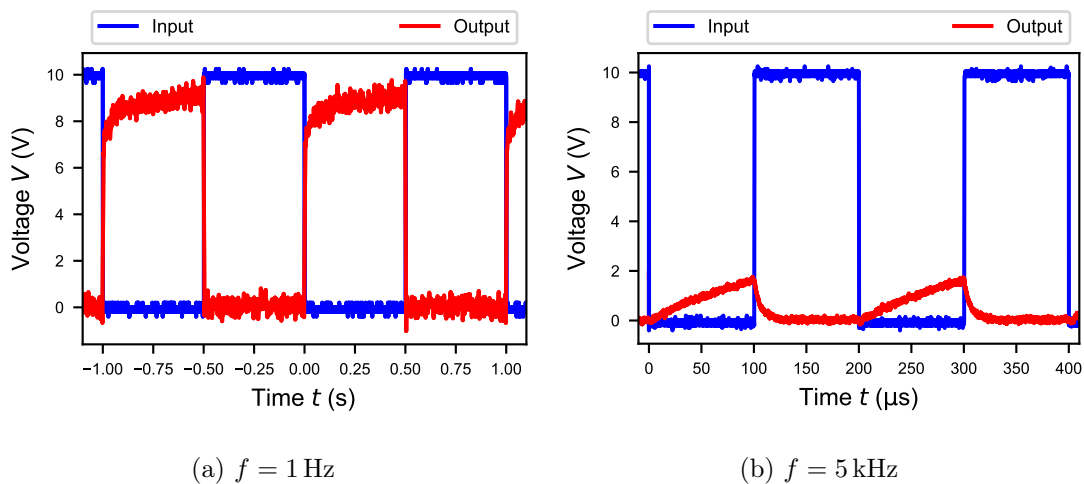 Input Output
Voltage V (V)
10
8
6
4
2
0
−1.00 −0.75 −0.50 −0.25 0.00 0.25 0.50 0.75 1.00
Time t (s)
(a) f = 1 Hz
Input Output
Voltage V (V)
10
8
6
4
2
0
0 50 100 150 200 250 300 350 400
Time t (µs)
(b) f = 5 kHz